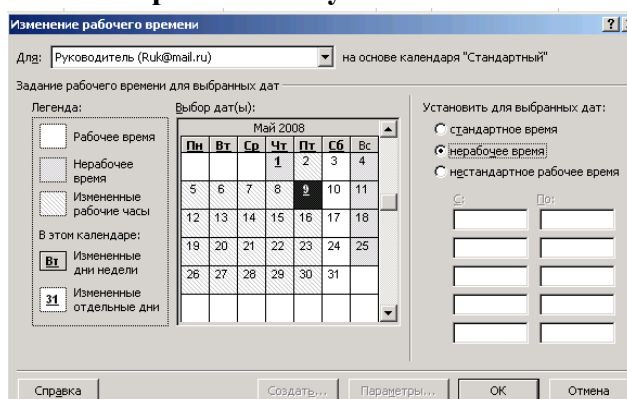 Изменение рабочего времени
Для: Руководитель (Ruk@mail.ru) на основе календаря "Стандартный"
Задание рабочего времени для выбранных дат
Легенда:
Рабочее время
Нерабочее
время
Измененные
рабочие часы
В этом календаре:
Вт Измененные
дни недели
31 Измененные
отдельные дни
Выбор дат(ы):
Май 2008
Пн Вт Ср Чт Пт Сб Вс
1 2 3 4
5 6 7 8 9 10 11
12 13 14 15 16 17 18
19 20 21 22 23 24 25
26 27 28 29 30 31
Установить для выбранных дат:
стандартное время
нерабочее время
нестандартное рабочее время
С: По:
Справка Создать... Параметры... ОК Отмена